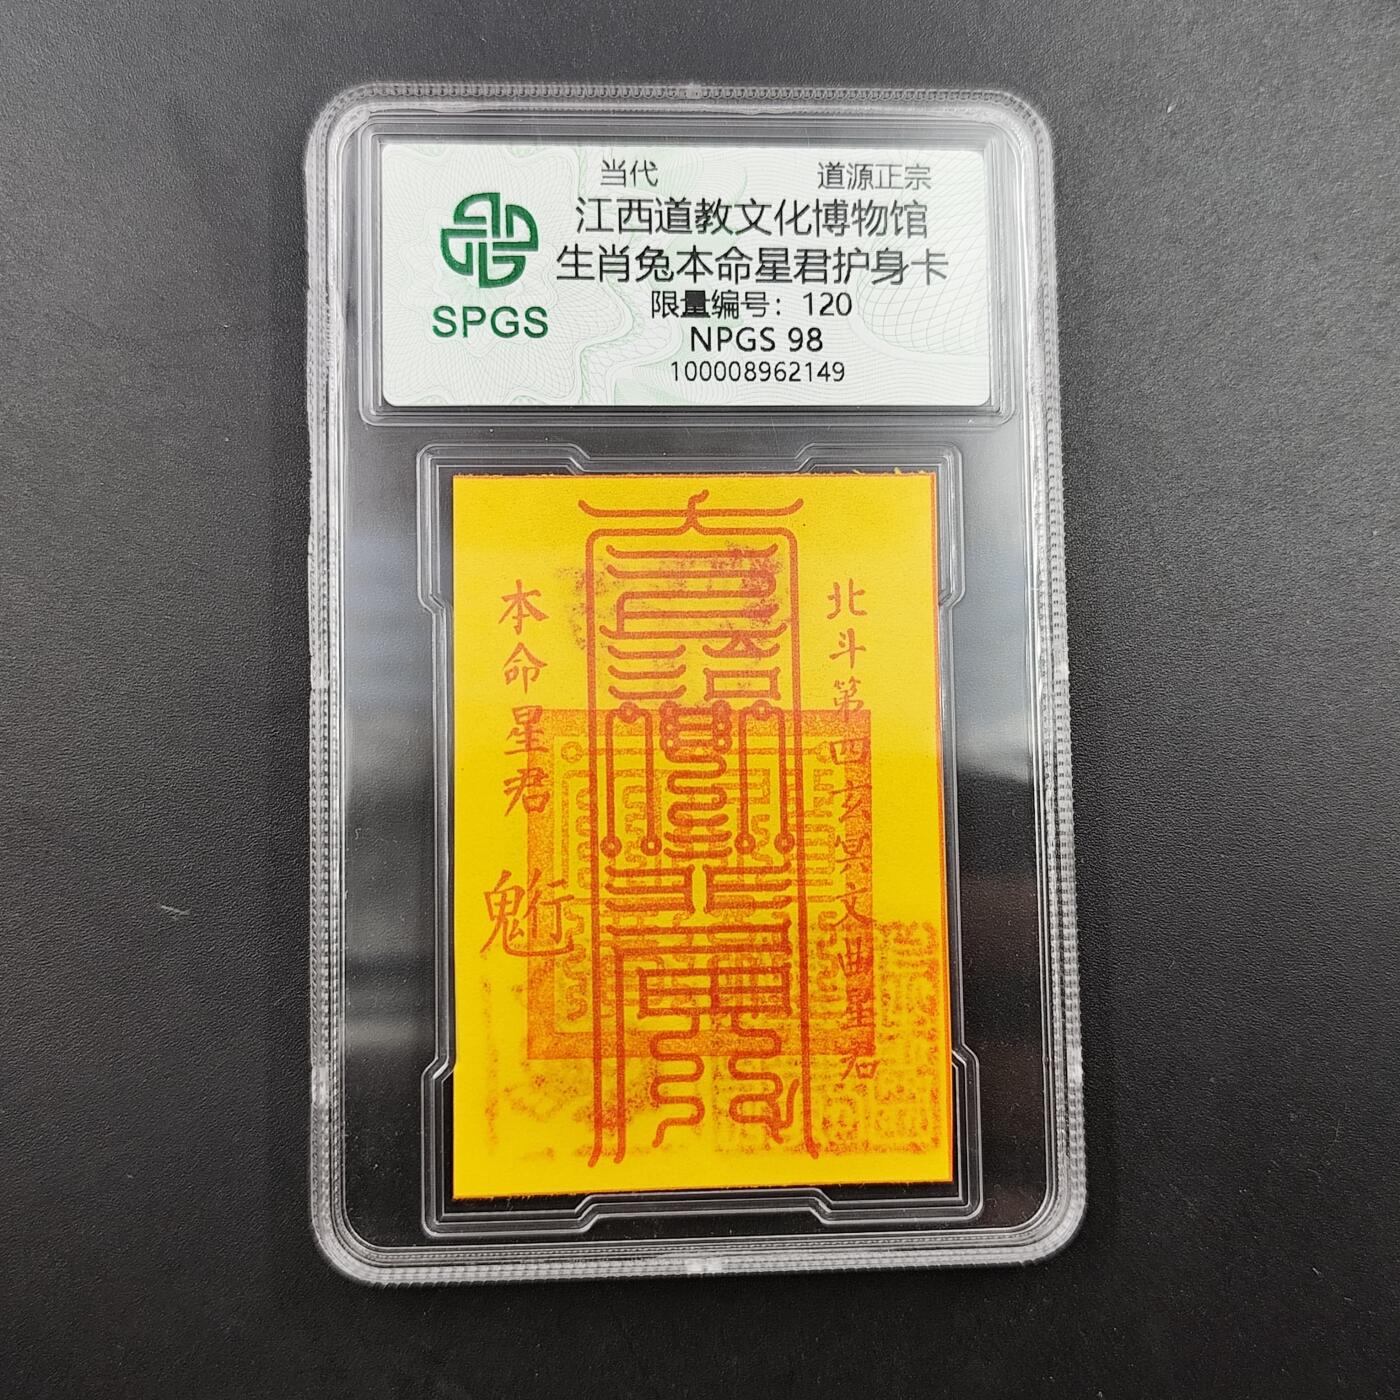 当代 道源正宗
江西道教文化博物馆
生肖兔本命星君护身卡
限量编号：120
NPGS 98
100008962149
SPGS
北斗第四玄冥文曲星君
本命星君